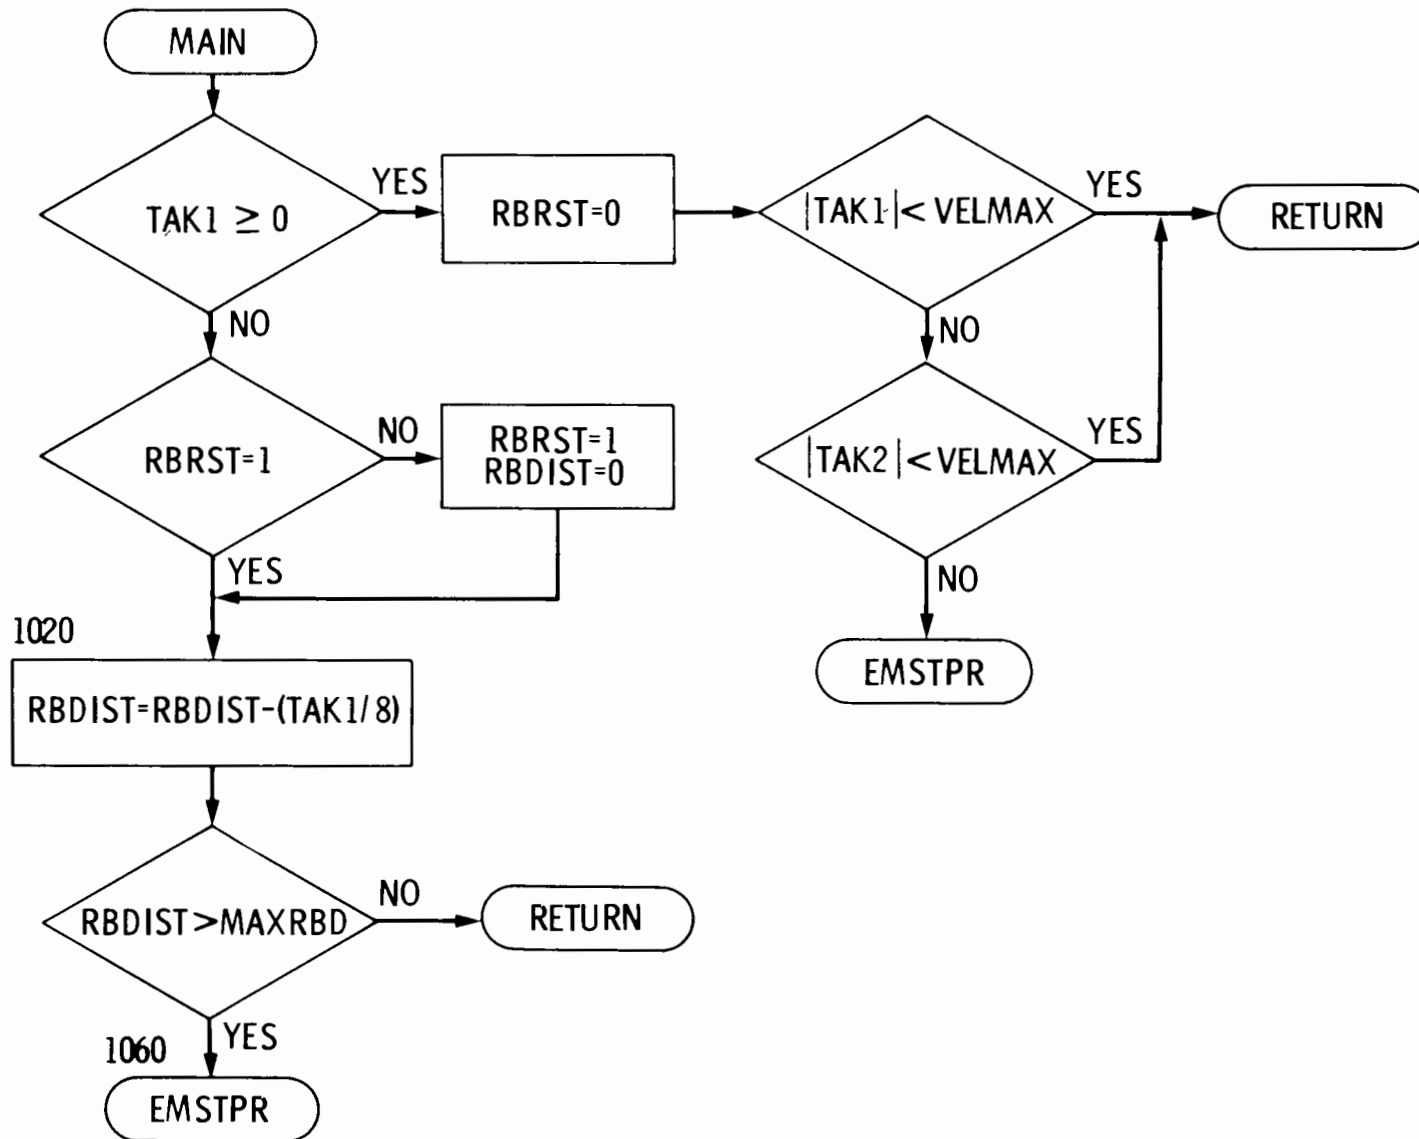 MAIN
TAK1 ≥ 0
YES
RBRST=0
|TAK1|< VELMAX
YES
RETURN
NO
NO
RBRST=1
NO
RBRST=1
RBDIST=0
|TAK2|< VELMAX
YES
YES
NO
1020
RBDIST=RBDIST-(TAK1/8)
EMSTPR
RBDIST>MAXRBD
NO
RETURN
YES
1060
EMSTPR